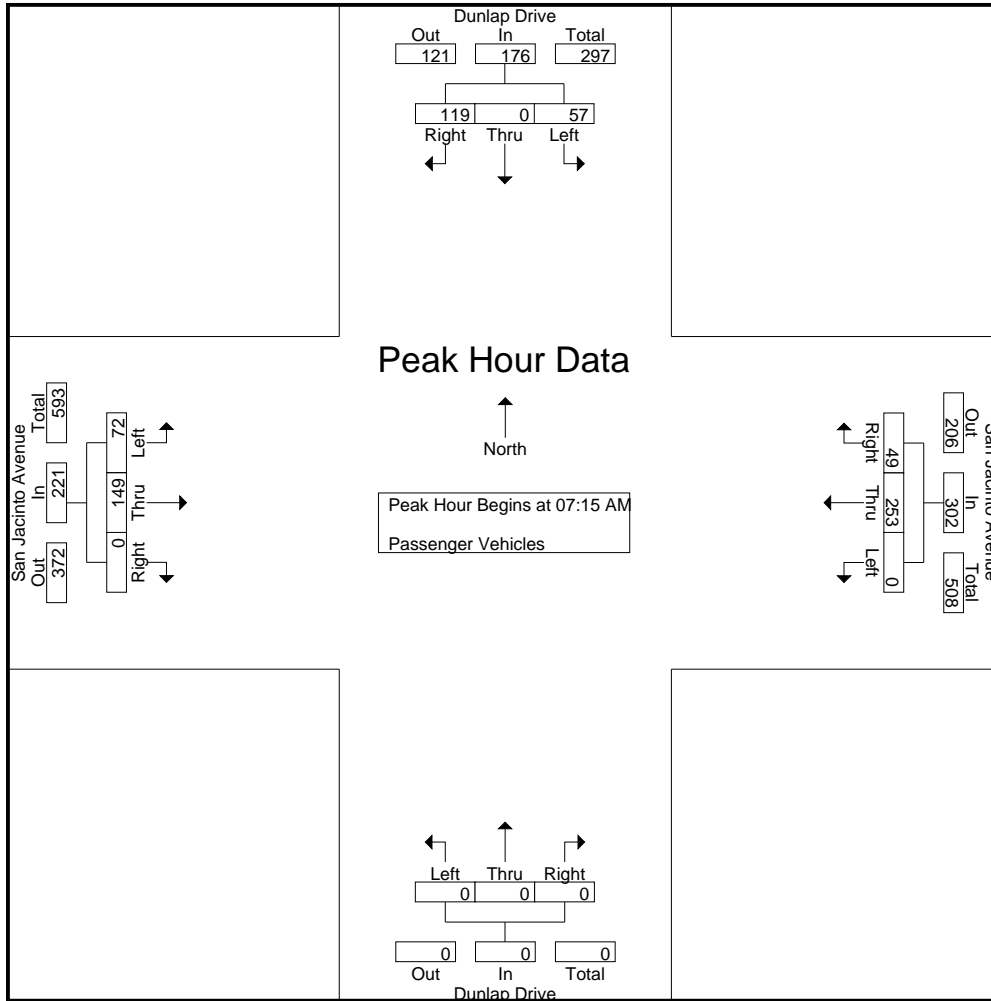 Dunlap Drive
Out In Total
121 176 297
119 0 57
Right Thru Left
Peak Hour Data
North
Peak Hour Begins at 07:15 AM
Passenger Vehicles
San Jacinto Avenue
Total In Out
593 221 372
72 149 0
Left Thru Right
San Jacinto Avenue
Out In Total
206 302 508
Right Thru Left
49 253 0
Left Thru Right
0 0 0
0 0 0
Out In Total
Dunlap Drive